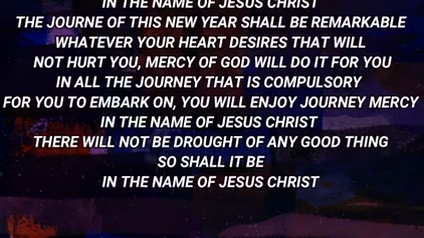 IN THE NAME OF JESUS CHRIST
THE JOURNE OF THIS NEW YEAR SHALL BE REMARKABLE
WHATEVER YOUR HEART DESIRES THAT WILL
NOT HURT YOU, MERCY OF GOD WILL DO IT FOR YOU
IN ALL THE JOURNEY THAT IS COMPULSORY
FOR YOU TO EMBARK ON, YOU WILL ENJOY JOURNEY MERCY
IN THE NAME OF JESUS CHRIST
THERE WILL NOT BE DROUGHT OF ANY GOOD THING
SO SHALL IT BE
IN THE NAME OF JESUS CHRIST